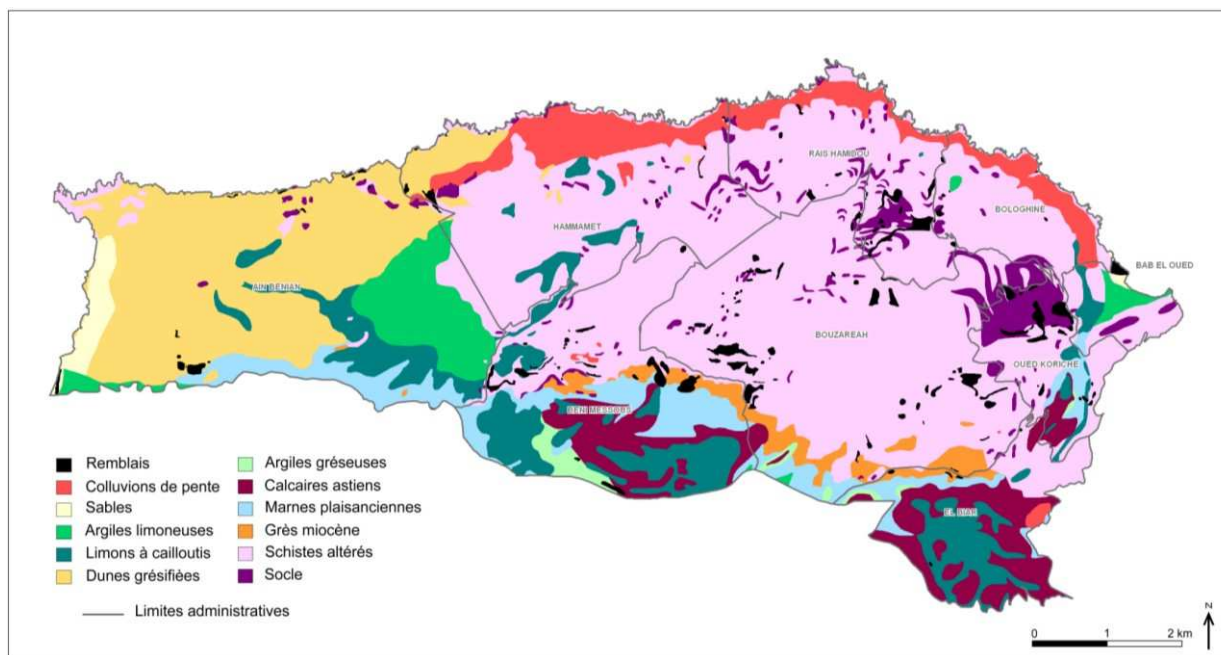 RAIS HAMIDOU
HAMMAMET
BOLOGHINE
BAB EL OUED
AIN BENIAN
BOUZAREAH
OUED KORICHE
BENI MESSOUS
EL BIAR
Remblais
Colluvions de pente
Sables
Argiles limoneuses
Limons à cailloutis
Dunes grésifiées
Argiles gréseuses
Calcaires astiens
Marnes plaisanciennes
Grès miocène
Schistes altérés
Socle
Limites administratives
0 1 2 km
N